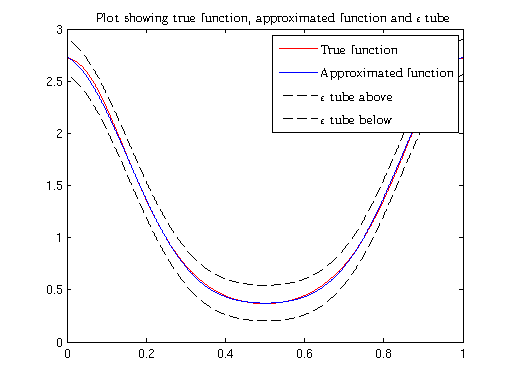 Plot showing true function, approximated function and ε tube
True function
Approximated function
ε tube above
ε tube below
3
2.5
2
1.5
1
0.5
0
0
0.2
0.4
0.6
0.8
1